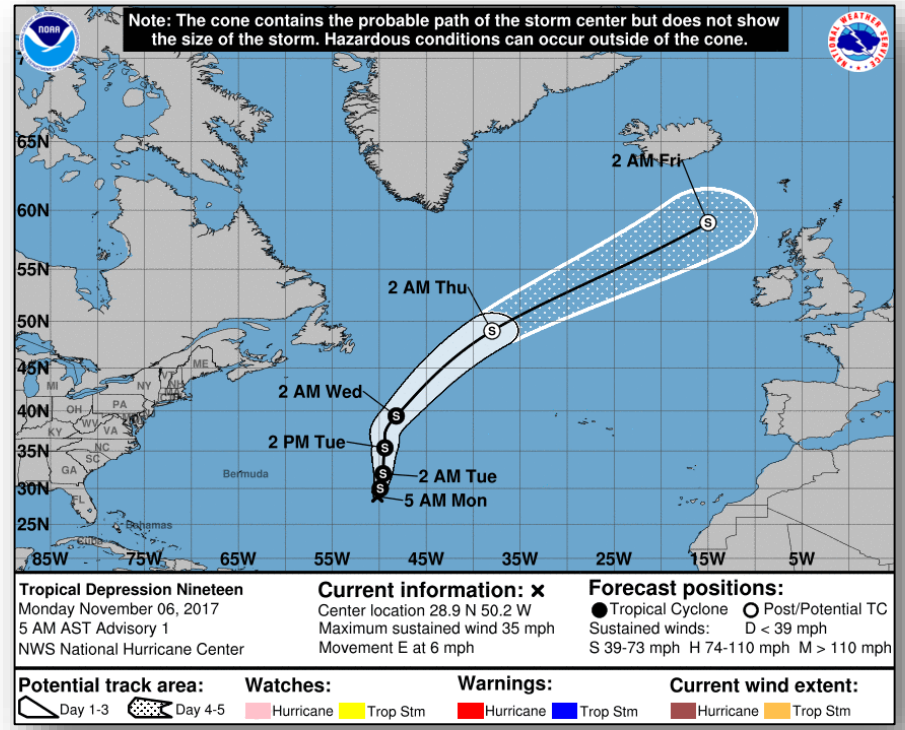 Note: The cone contains the probable path of the storm center but does not show
the size of the storm. Hazardous conditions can occur outside of the cone.
NOAA
NATIONAL WEATHER SERVICE
65N
2 AM Fri
60N
55N
2 AM Thu
50N
ME
45N
VT
NH
MI
NY
MA
2 AM Wed
40N
OH
PA
WV
KY
VA
2 PM Tue
35N
NC
SC
GA
Bermuda
2 AM Tue
30N
5 AM Mon
FL
25N
Bahamas
Cuba
85W 75W 65W 55W 45W 35W 25W 15W 5W
S
S
S
S
S
S
Tropical Depression Nineteen
Monday November 06, 2017
5 AM AST Advisory 1
NWS National Hurricane Center
Current information: x
Center location 28.9 N 50.2 W
Maximum sustained wind 35 mph
Movement E at 6 mph
Forecast positions:
Tropical Cyclone Post/Potential TC
Sustained winds: D < 39 mph
S 39-73 mph H 74-110 mph M > 110 mph
Potential track area:
Day 1-3 Day 4-5
Watches:
Hurricane Trop Stm
Warnings:
Hurricane Trop Stm
Current wind extent:
Hurricane Trop Stm